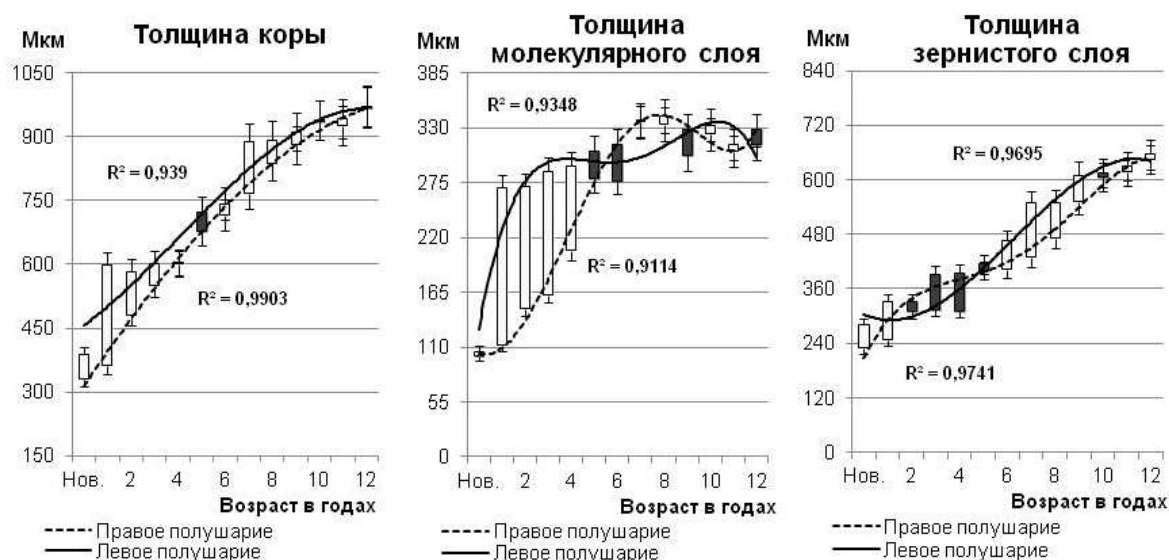 Мкм
Толщина коры
1050
900
750
600
450
300
150
R² = 0,939
R² = 0,9903
Нов. 2 4 6 8 10 12
Возраст в годах
Правое полушарие
Левое полушарие
Мкм
Толщина
молекулярного слоя
385
330
275
220
165
110
55
0
R² = 0,9348
R² = 0,9114
Нов. 2 4 6 8 10 12
Возраст в годах
Правое полушарие
Левое полушарие
Мкм
Толщина
зернистого слоя
840
720
600
480
360
240
120
0
R² = 0,9695
R² = 0,9741
Нов. 2 4 6 8 10 12
Возраст в годах
Правое полушарие
Левое полушарие